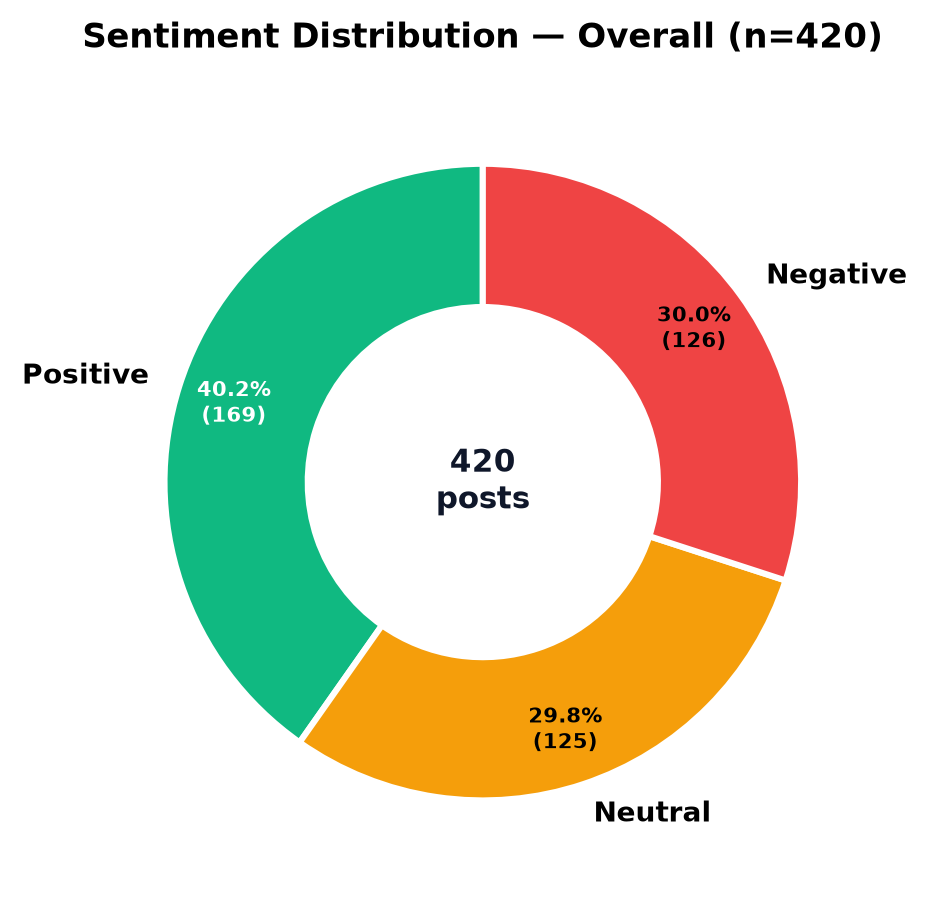 Sentiment Distribution — Overall (n=420)
Negative
30.0%
(126)
Positive
40.2%
(169)
420
posts
29.8%
(125)
Neutral